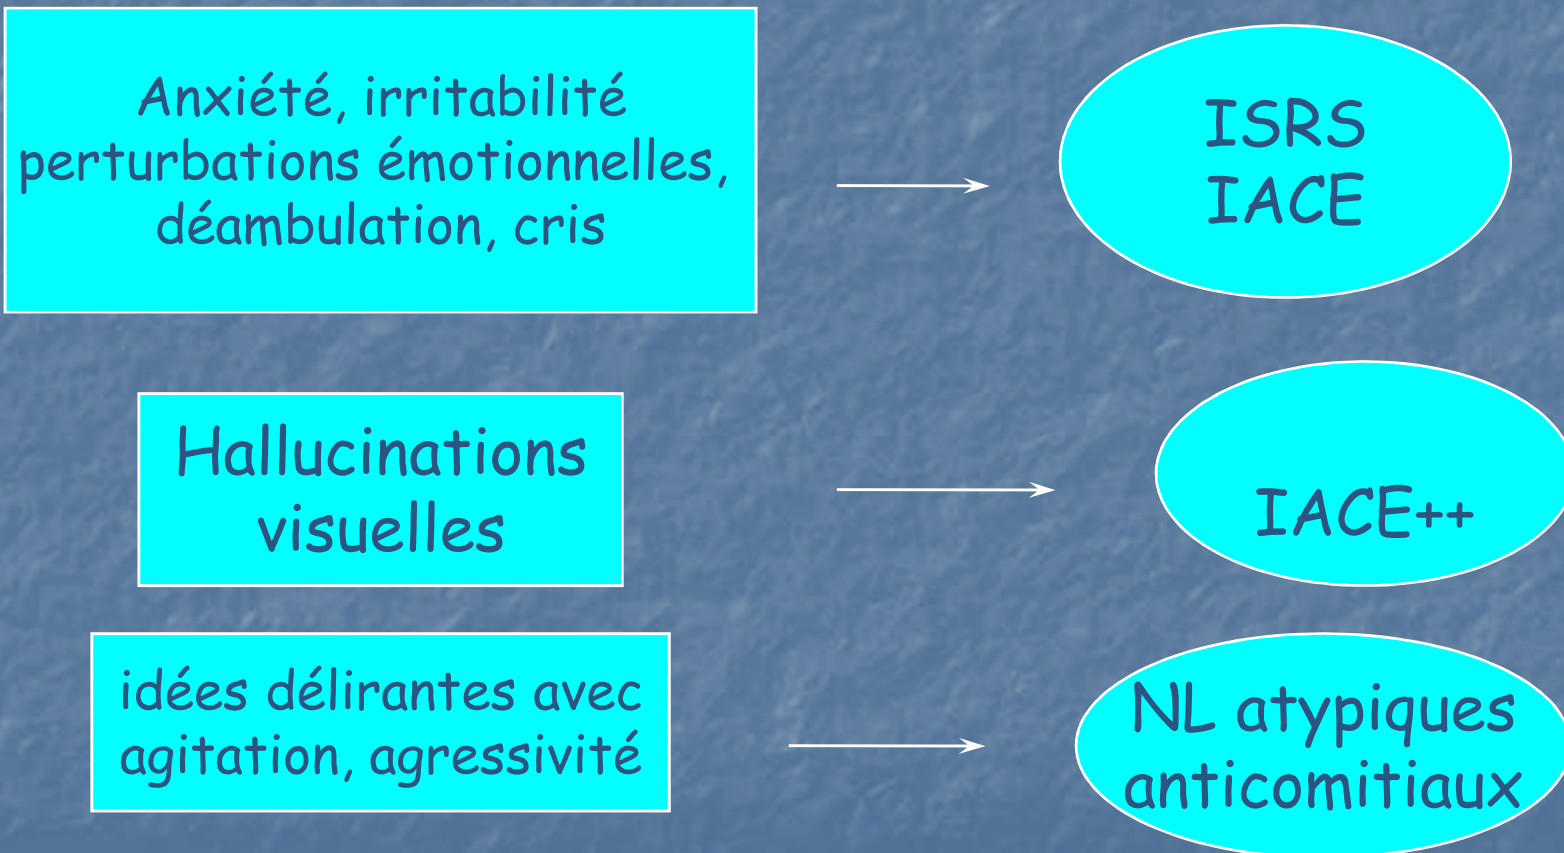 Anxiété, irritabilité
perturbations émotionnelles,
déambulation, cris
ISRS
IACE
Hallucinations
visuelles
IACE++
idées délirantes avec
agitation, agressivité
NL atypiques
anticomitiaux